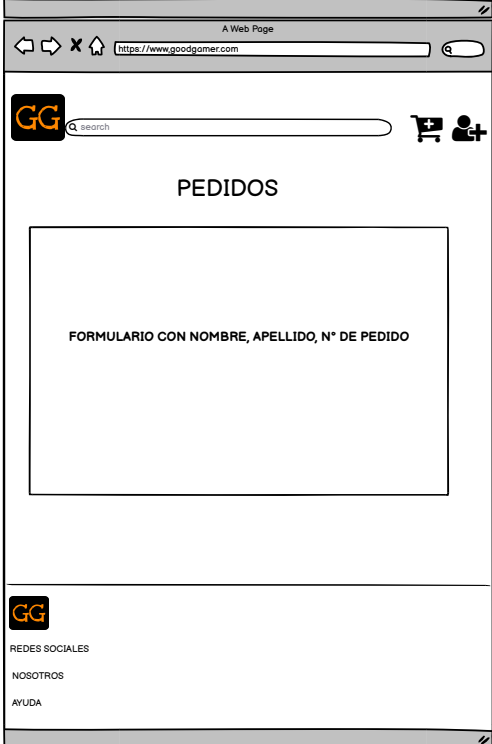 A Web Page
https://www.goodgamer.com
GG
search
PEDIDOS
FORMULARIO CON NOMBRE, APELLIDO, N° DE PEDIDO
GG
REDES SOCIALES
NOSOTROS
AYUDA